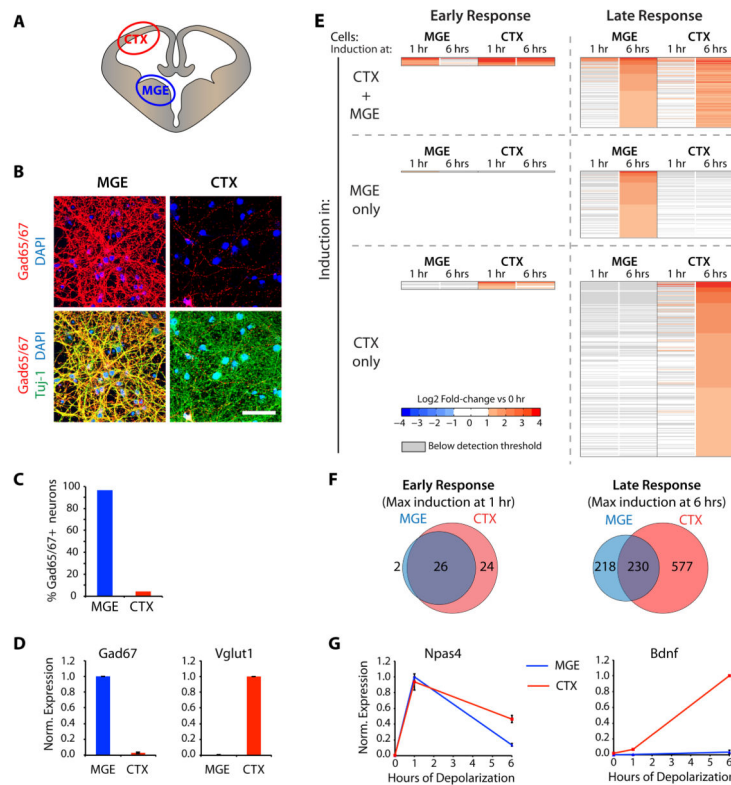 A
CTX
MGE
B
MGE CTX
Gad65/67
DAPI
Gad65/67
Tuj-1 DAPI
C
% Gad65/67+ neurons
100
80
60
40
20
0
MGE CTX
D
Gad67 Vglut1
Norm. Expression
1.2 1.2
1.0 1.0
0.8 0.8
0.6 0.6
0.4 0.4
0.2 0.2
0.0 0.0
MGE CTX MGE CTX
E
Early Response Late Response
Cells: MGE CTX MGE CTX
Induction at: 1 hr 6 hrs 1 hr 6 hrs 1 hr 6 hrs 1 hr 6 hrs
Induction in:
CTX
+
MGE
MGE CTX MGE CTX
1 hr 6 hrs 1 hr 6 hrs 1 hr 6 hrs 1 hr 6 hrs
MGE
only
MGE CTX MGE CTX
1 hr 6 hrs 1 hr 6 hrs 1 hr 6 hrs 1 hr 6 hrs
CTX
only
Log2 Fold-change vs 0 hr
−4 −3 −2 −1 0 1 2 3 4
Below detection threshold
F
Early Response Late Response
(Max induction at 1 hr) (Max induction at 6 hrs)
MGE CTX MGE CTX
2 26 24 218 230 577
G
Npas4 MGE Bdnf
CTX
Norm. Expression
1.2 1.2
1.0 1.0
0.8 0.8
0.6 0.6
0.4 0.4
0.2 0.2
0.0 0.0
0 1 2 3 4 5 6 0 1 2 3 4 5 6
Hours of Depolarization Hours of Depolarization